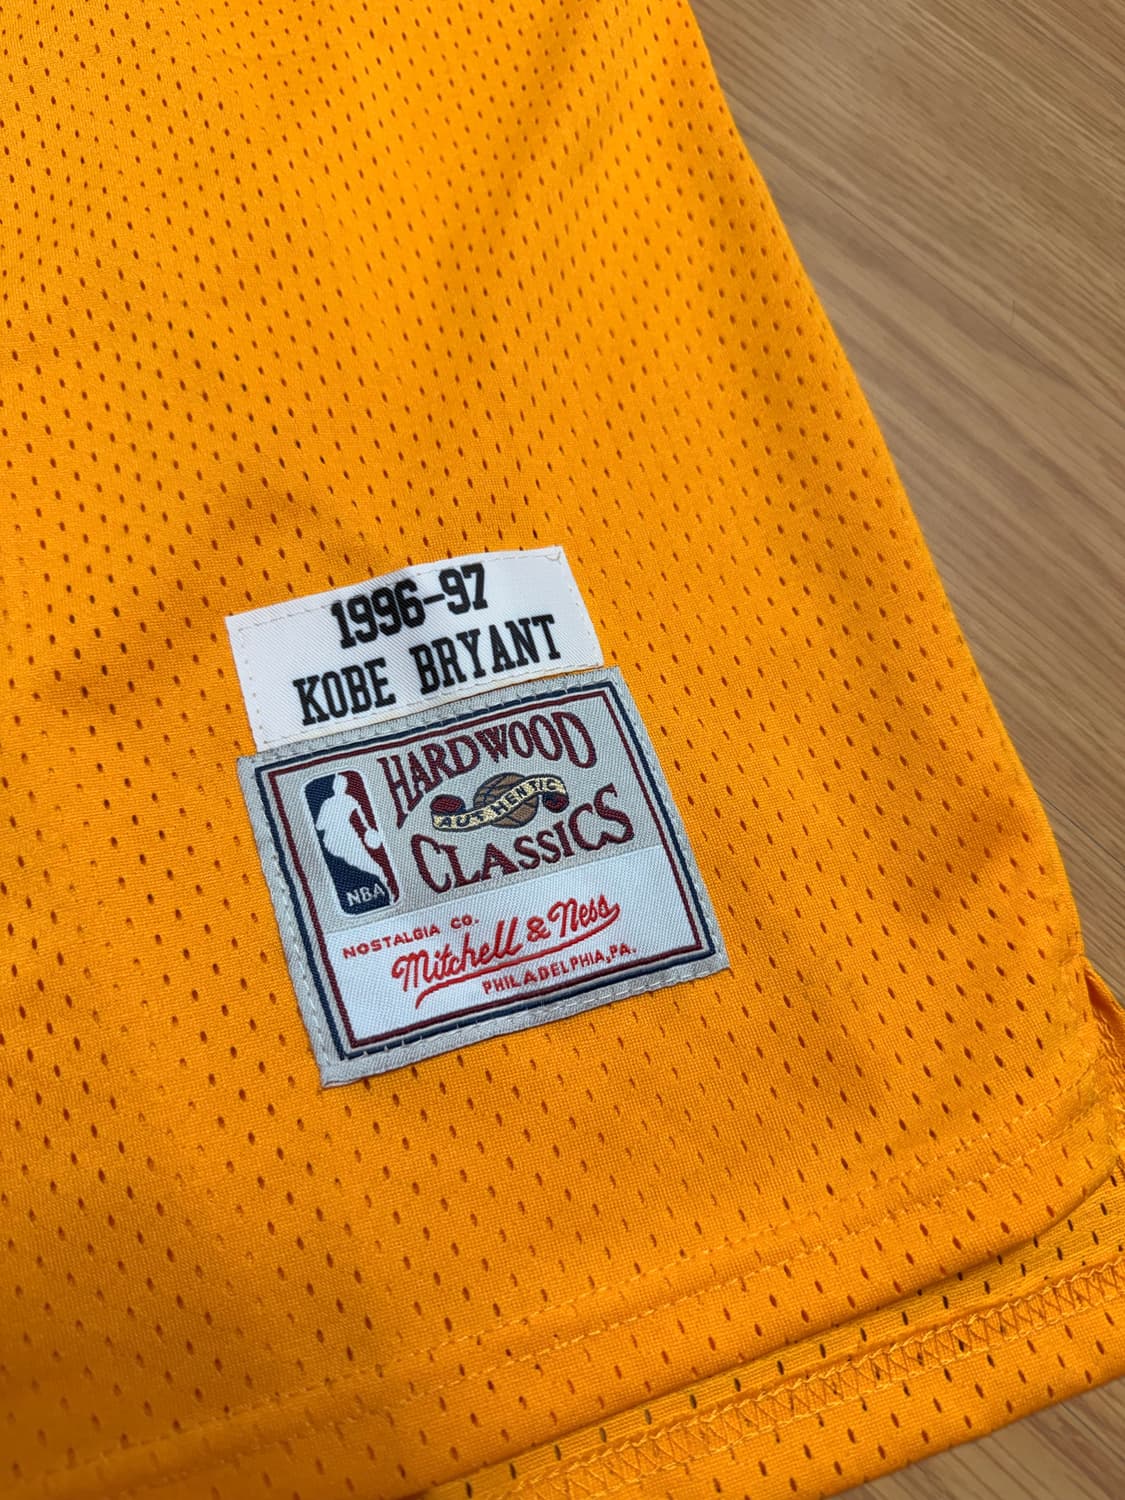 1996-97
KOBE BRYANT
HARDWOOD
AUTHENTIC
CLASSICS
NBA
NOSTALGIA CO.
Mitchell & Ness
PHILADELPHIA, PA.